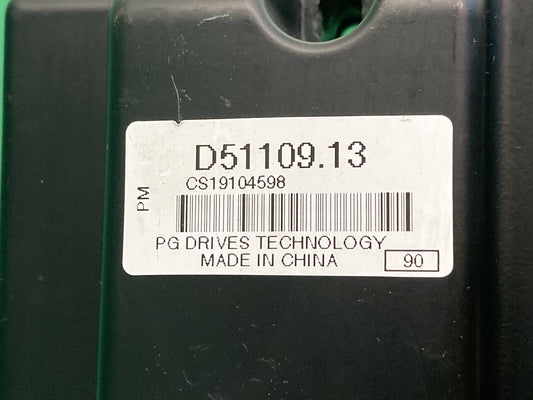 D51109.13
CS19104598
PM
PG DRIVES TECHNOLOGY
MADE IN CHINA
90